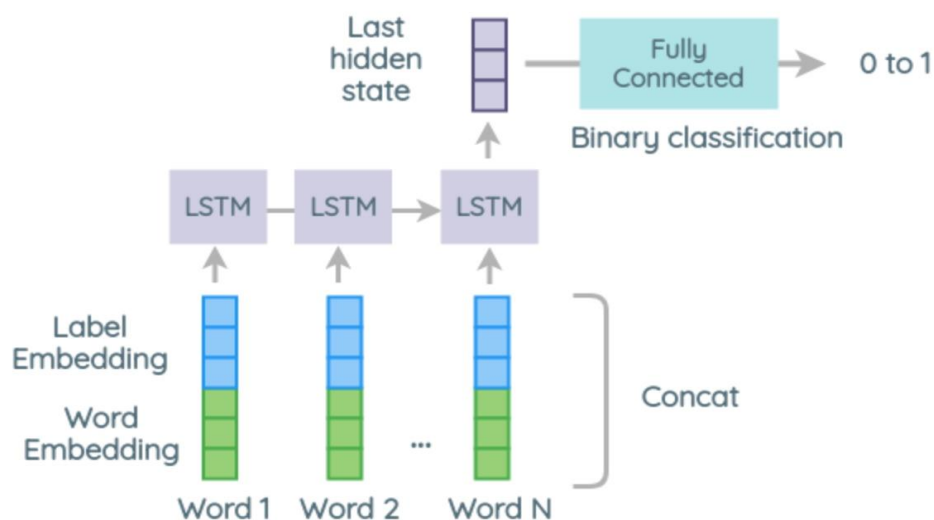 Last
hidden
state
Fully
Connected
0 to 1
Binary classification
LSTM
LSTM
LSTM
Label
Embedding
Word
Embedding
...
Concat
Word 1
Word 2
Word N